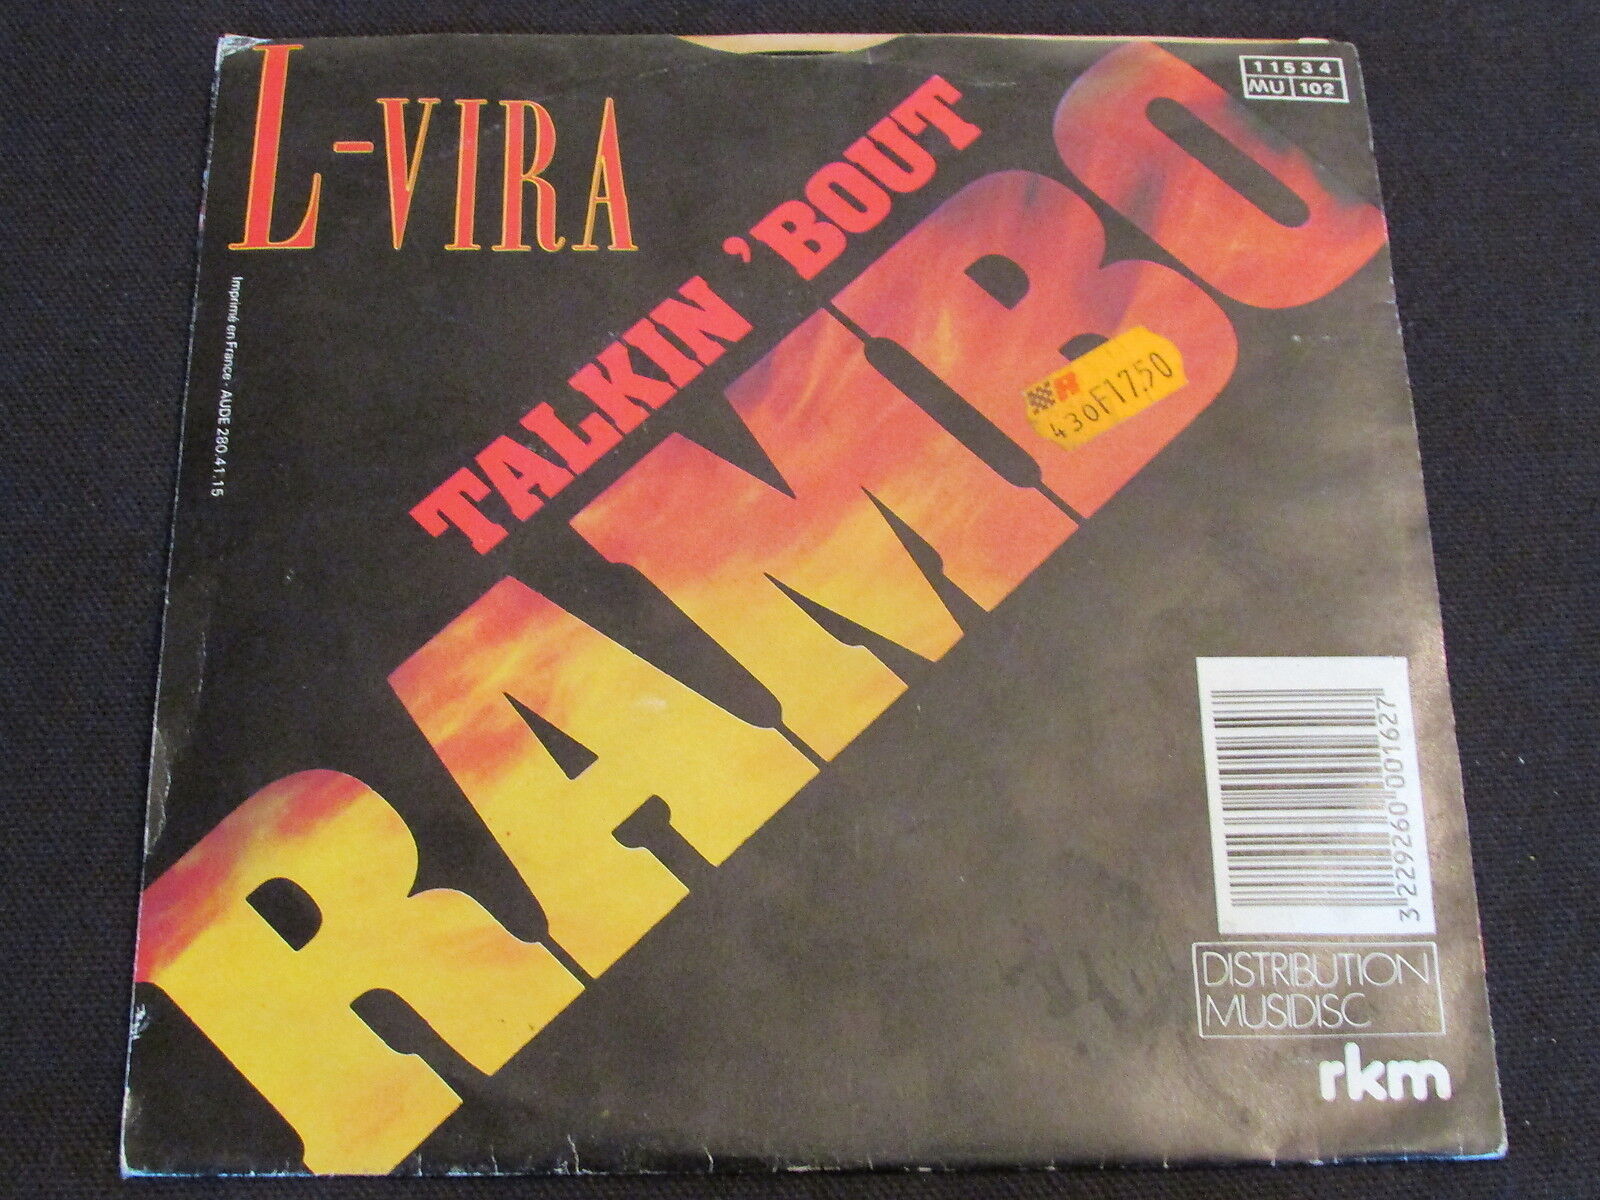 L-VIRA
TALKIN 'BOUT
RAMBO
11534
MU 102
Imprimé en France - AUDE 280.41.15
430F17,50
3 229260 001627
DISTRIBUTION
MUSIDISC
rkm